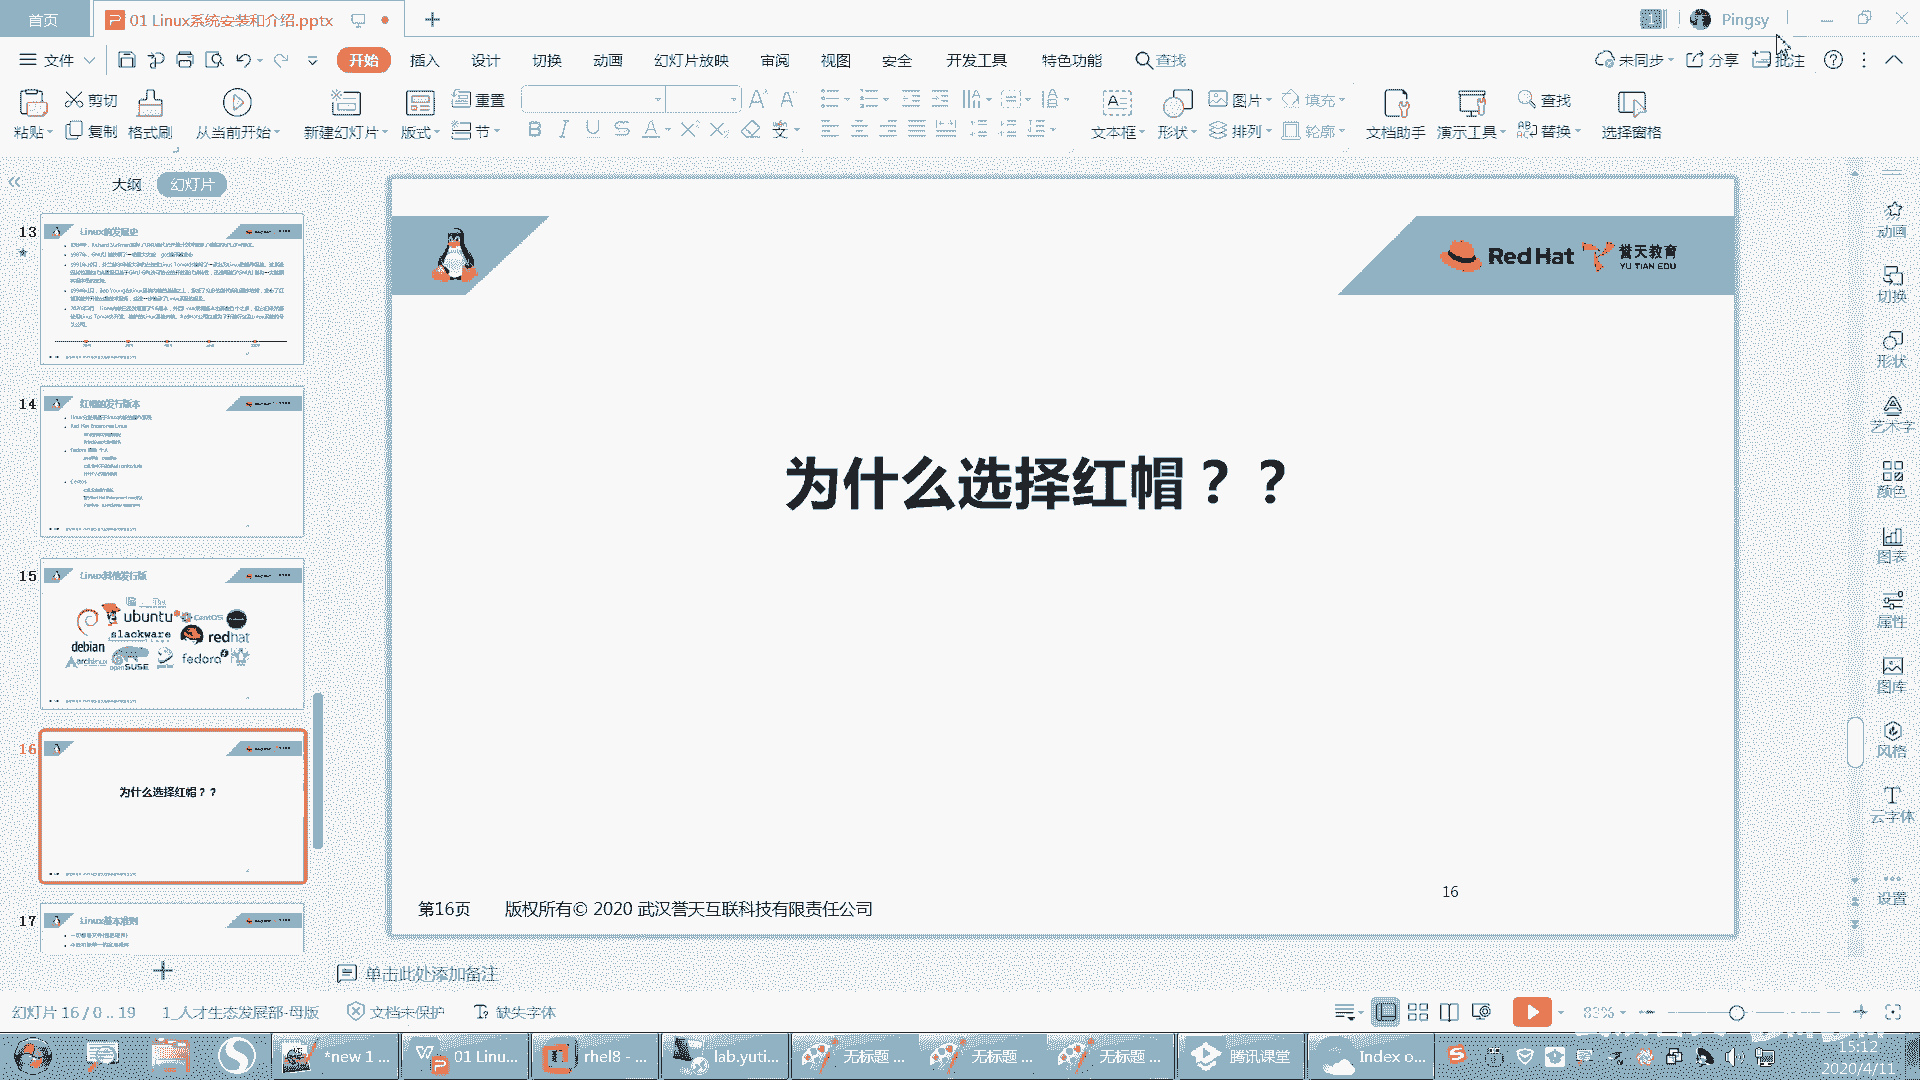 首页
01 Linux系统安装和介绍.pptx
Pingsy
文件
开始
插入
设计
切换
动画
幻灯片放映
审阅
视图
安全
开发工具
特色功能
查找
未同步
分享
批注
粘贴
剪切
复制
格式刷
从当前开始
新建幻灯片
版式
重置
节
文本框
形状
图片
排列
填充
轮廓
文档助手
演示工具
查找
替换
选择窗格
大纲
幻灯片
13
Linux的发展史
14
红帽的发行版本
15
Linux其他发行版
ubuntu
CentOS
slackware
redhat
debian
archlinux
openSUSE
fedora
16
为什么选择红帽？？
17
Linux基本准则
Red Hat
誉天教育
YU TIAN EDU
为什么选择红帽？？
16
第16页
版权所有© 2020 武汉誉天互联科技有限责任公司
单击此处添加备注
动画
切换
形状
艺术字
颜色
图表
属性
图库
风格
云字体
设置
幻灯片 16 / 0 .. 19
1_人才生态发展部-母版
文档未保护
缺失字体
83%
*new 1 ...
01 Linu...
rhel8 - ...
lab.yuti...
无标题 ...
无标题 ...
无标题 ...
腾讯课堂
Index o...
15:12
2020/4/11